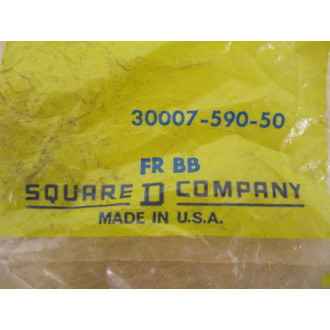 30007-590-50
FR BB
SQUARE D COMPANY
MADE IN U.S.A.